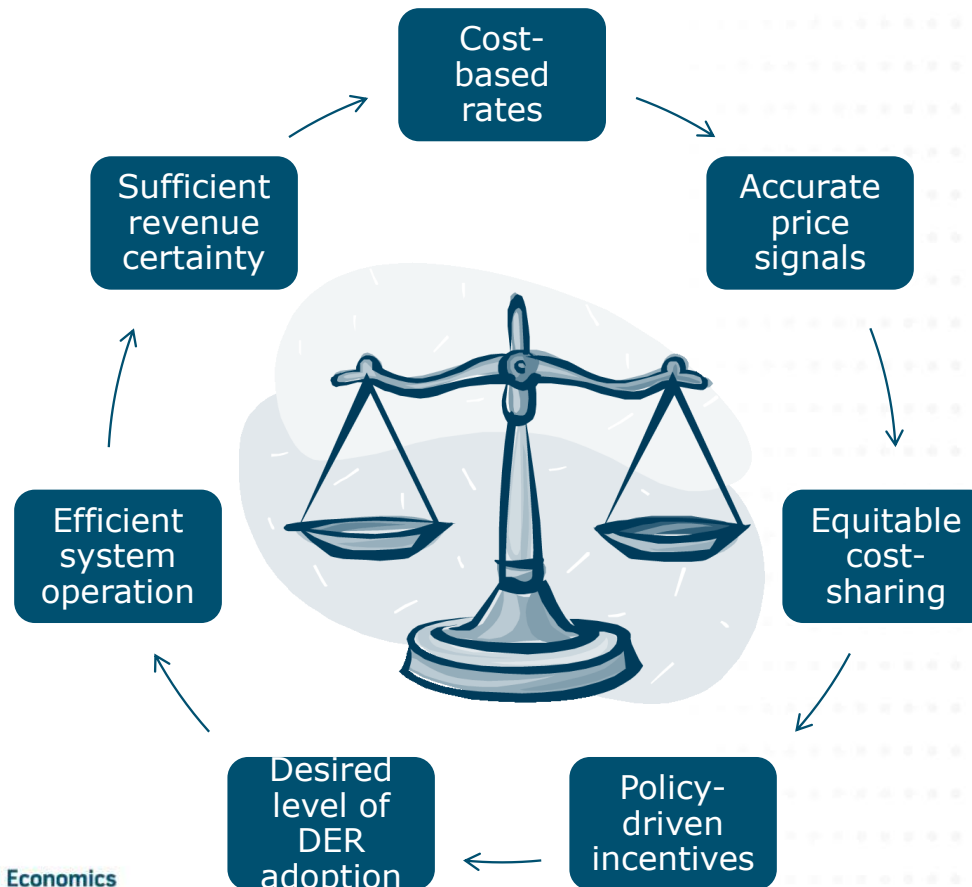 Cost-
based
rates
Accurate
price
signals
Equitable
cost-
sharing
Policy-
driven
incentives
Desired
level of
DER
adoption
Efficient
system
operation
Sufficient
revenue
certainty
Economics